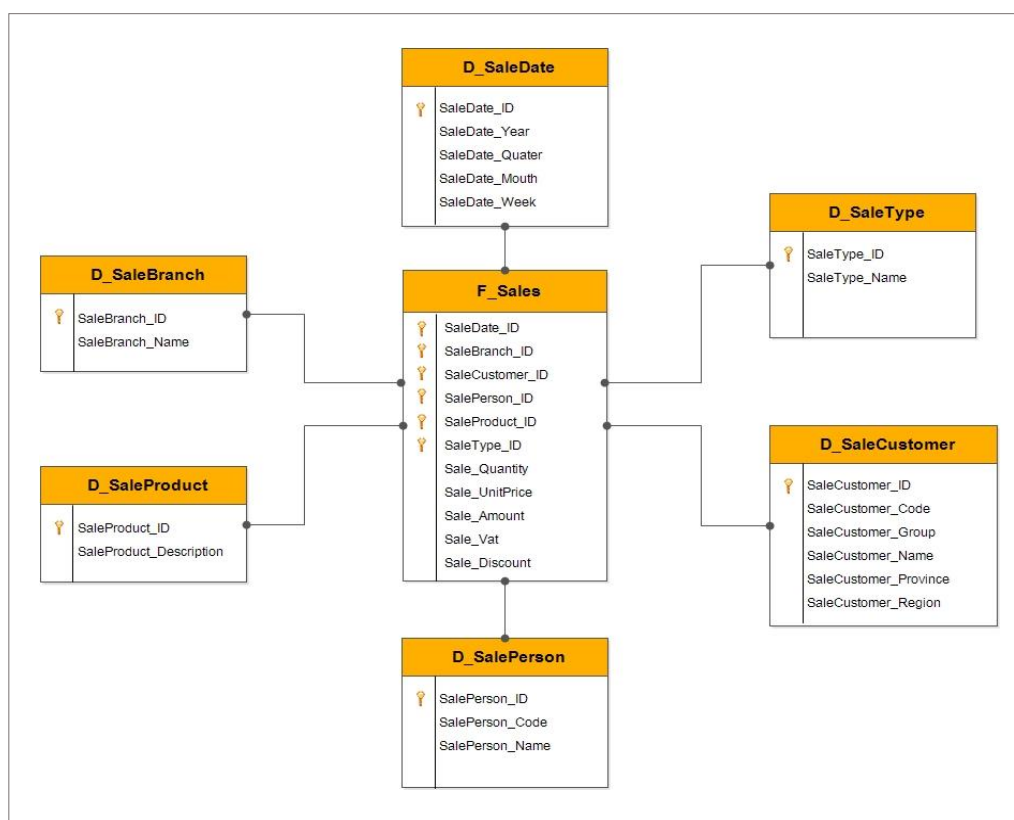 D_SaleDate
SaleDate_ID
SaleDate_Year
SaleDate_Quater
SaleDate_Mouth
SaleDate_Week
D_SaleType
SaleType_ID
SaleType_Name
D_SaleBranch
SaleBranch_ID
SaleBranch_Name
F_Sales
SaleDate_ID
SaleBranch_ID
SaleCustomer_ID
SalePerson_ID
SaleProduct_ID
SaleType_ID
Sale_Quantity
Sale_UnitPrice
Sale_Amount
Sale_Vat
Sale_Discount
D_SaleCustomer
SaleCustomer_ID
SaleCustomer_Code
SaleCustomer_Group
SaleCustomer_Name
SaleCustomer_Province
SaleCustomer_Region
D_SaleProduct
SaleProduct_ID
SaleProduct_Description
D_SalePerson
SalePerson_ID
SalePerson_Code
SalePerson_Name